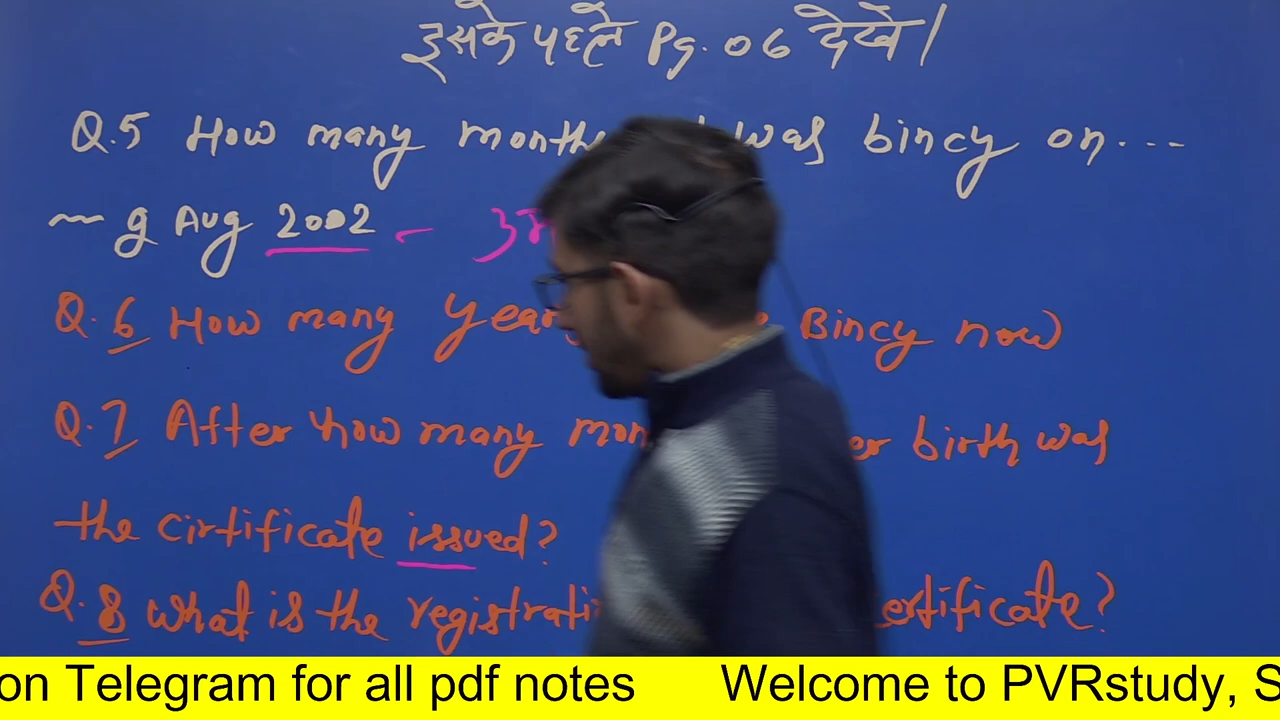 इसके पहले Pg. 06 देखें।
Q.5 How many month was bincy on...
~ 9 Aug 2002 -
Q.6 How many Year Bincy now
Q.7 After how many mon er birth was
the cirtificate issued?
Q.8 What is the registrati ertificate?
on Telegram for all pdf notes Welcome to PVRstudy, S